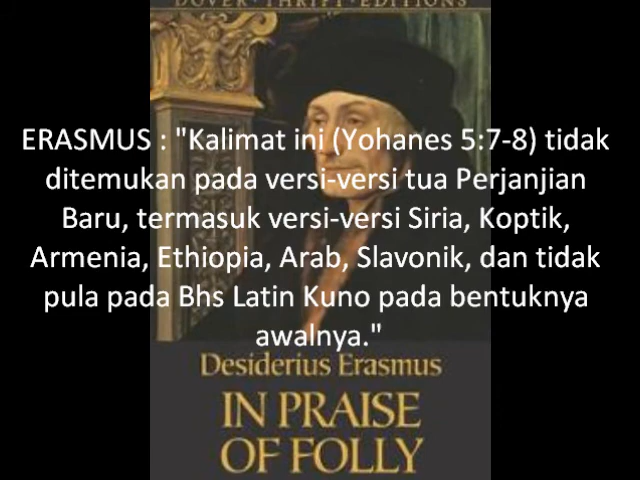 DOVER · THRIFT · EDITIONS
ERASMUS : "Kalimat ini (Yohanes 5:7-8) tidak
ditemukan pada versi-versi tua Perjanjian
Baru, termasuk versi-versi Siria, Koptik,
Armenia, Ethiopia, Arab, Slavonik, dan tidak
pula pada Bhs Latin Kuno pada bentuknya
awalnya."
Desiderius Erasmus
IN PRAISE
OF FOLLY